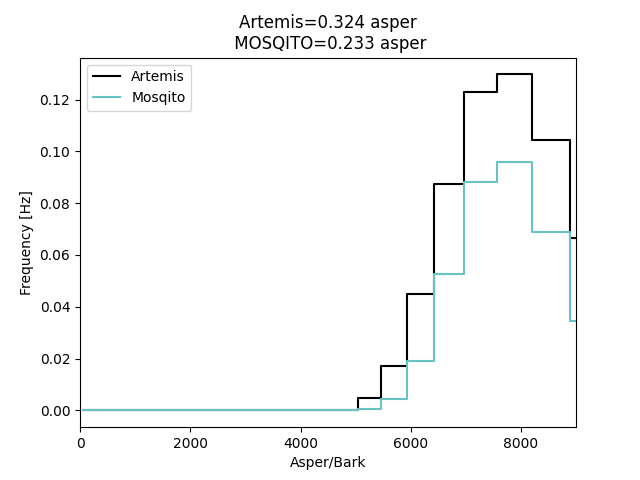 Artemis=0.324 asper
MOSQITO=0.233 asper
Artemis
Mosqito
0.12
0.10
0.08
0.06
0.04
0.02
0.00
Frequency [Hz]
0
2000
4000
6000
8000
Asper/Bark